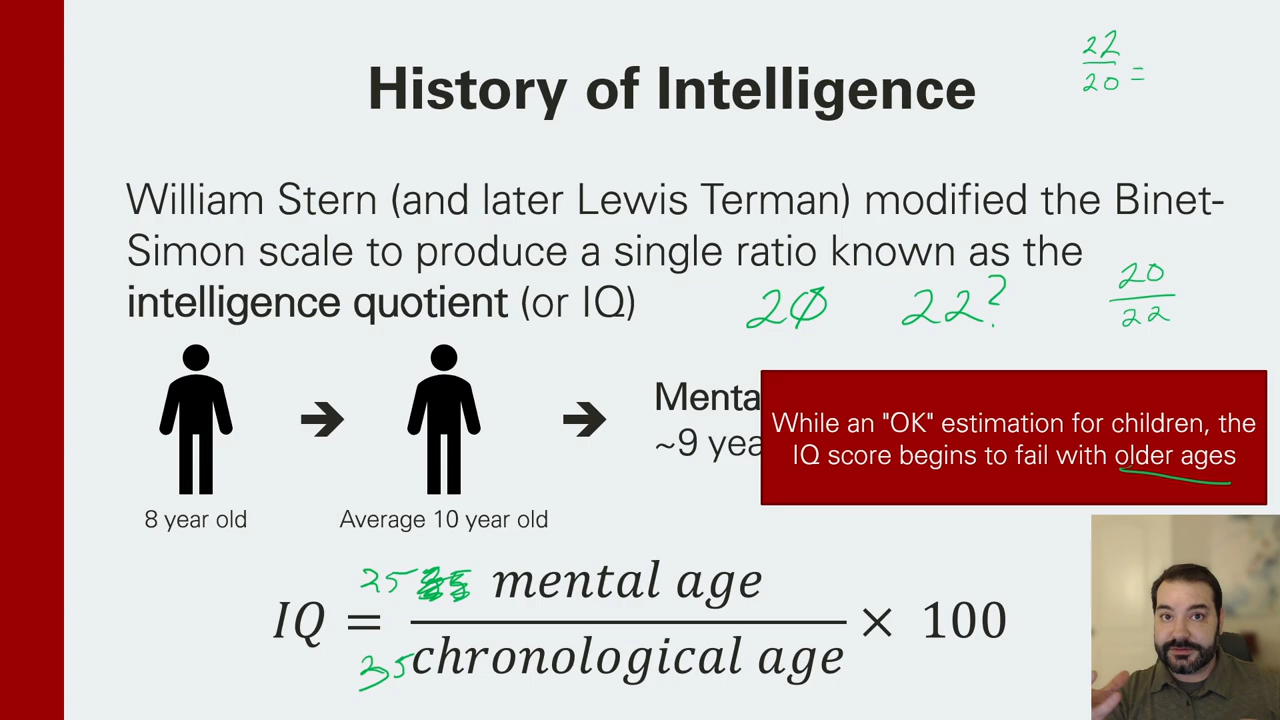 22
20 =
History of Intelligence
William Stern (and later Lewis Terman) modified the Binet-
Simon scale to produce a single ratio known as the
intelligence quotient (or IQ)
20 22? 20
22
Menta
~9 yea
While an "OK" estimation for children, the
IQ score begins to fail with older ages
8 year old
Average 10 year old
25 mental age
IQ = × 100
35 chronological age